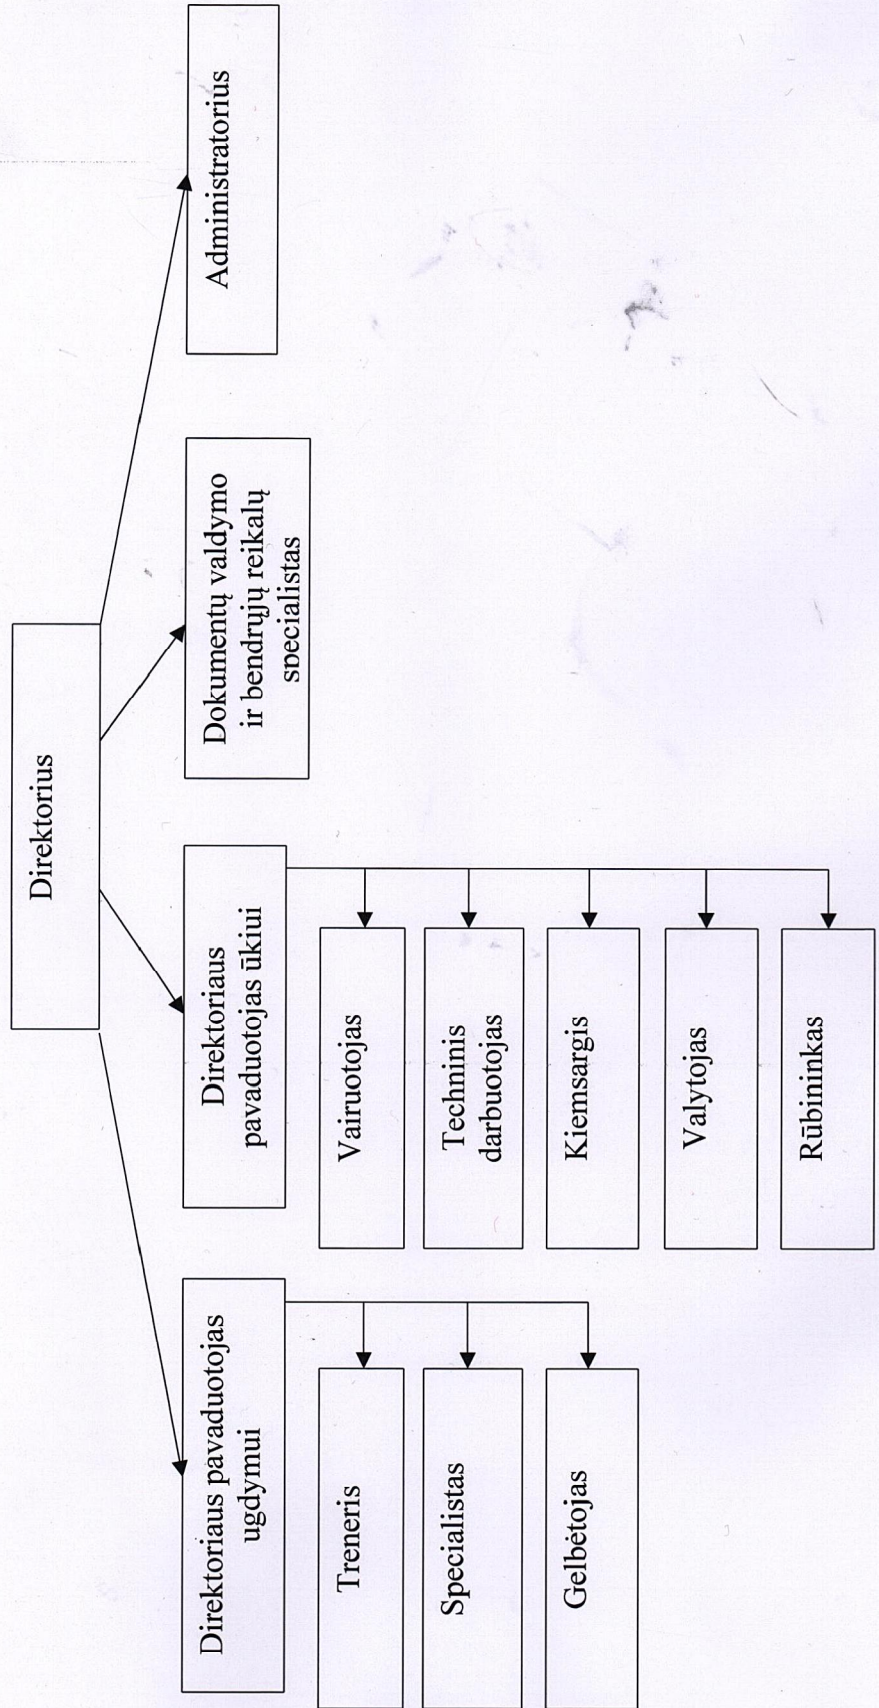 Direktorius
Direktoriaus pavaduotojas
ugdymui
Treneris
Specialistas
Gelbėtojas
Direktoriaus
pavaduotojas ūkiui
Vairuotojas
Techninis
darbuotojas
Kiemsargis
Valytojas
Rūbininkas
Dokumentų valdymo
ir bendrųjų reikalų
specialistas
Administratorius